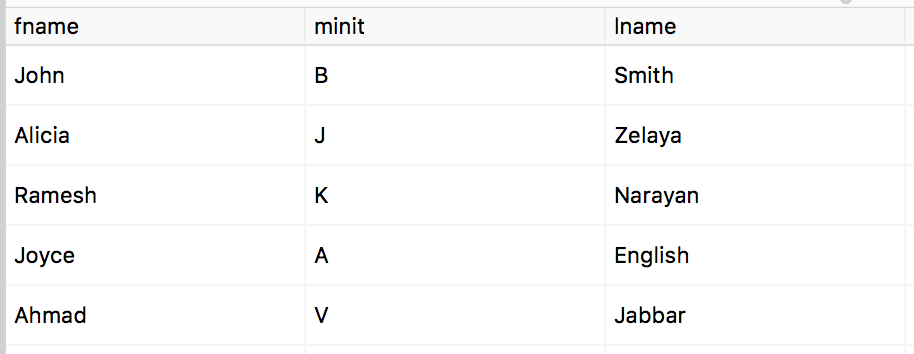 fname minit lname
John B Smith
Alicia J Zelaya
Ramesh K Narayan
Joyce A English
Ahmad V Jabbar